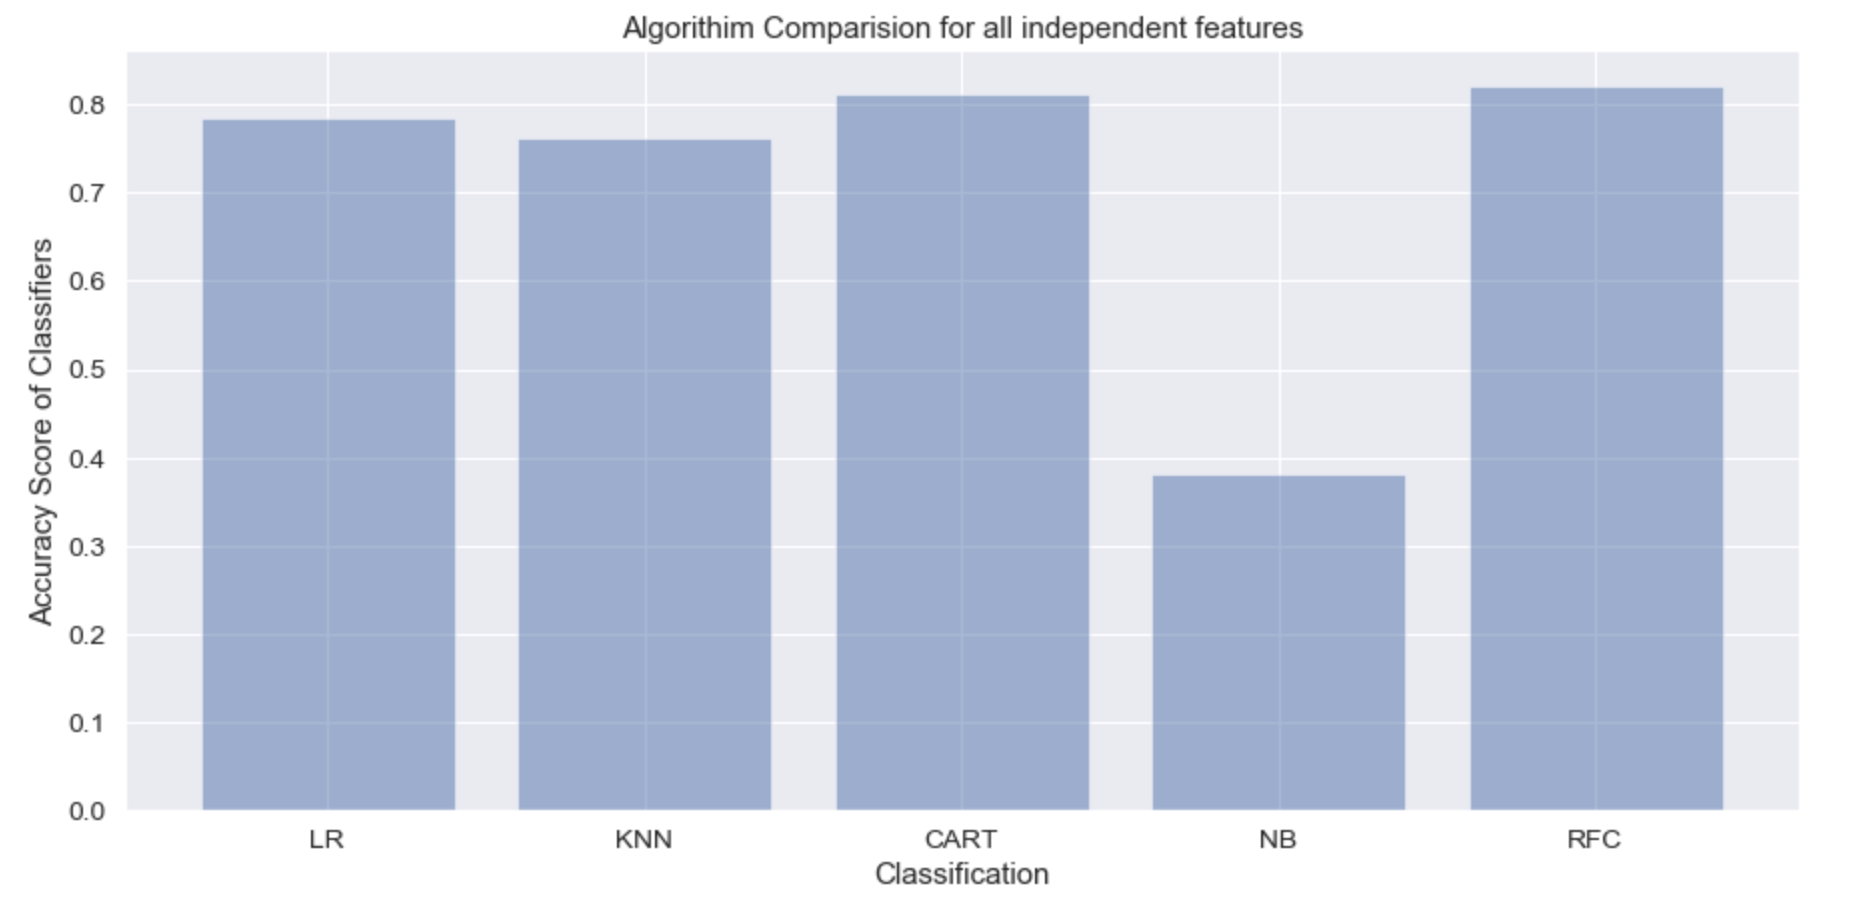 Algorithim Comparision for all independent features
Accuracy Score of Classifiers
0.8
0.7
0.6
0.5
0.4
0.3
0.2
0.1
0.0
LR KNN CART NB RFC
Classification